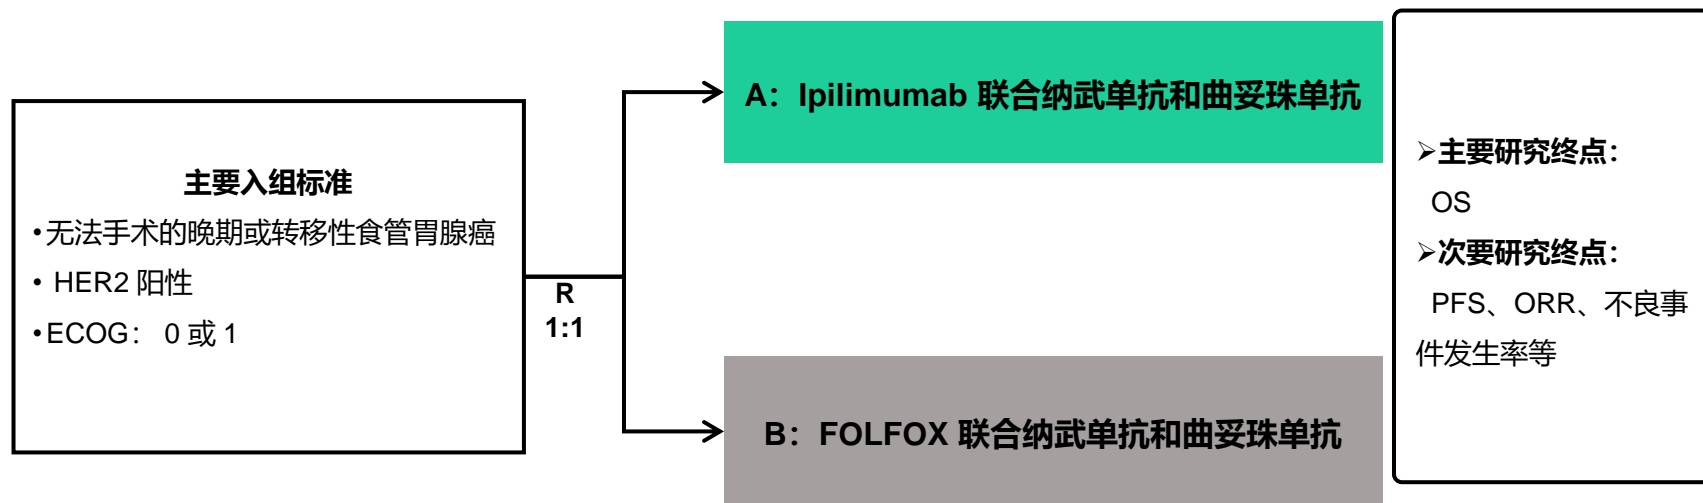 主要入组标准
•无法手术的晚期或转移性食管胃腺癌
• HER2 阳性
•ECOG： 0 或 1
R
1:1
A：Ipilimumab 联合纳武单抗和曲妥珠单抗
B：FOLFOX 联合纳武单抗和曲妥珠单抗
➢主要研究终点：
OS
➢次要研究终点：
PFS、ORR、不良事
件发生率等